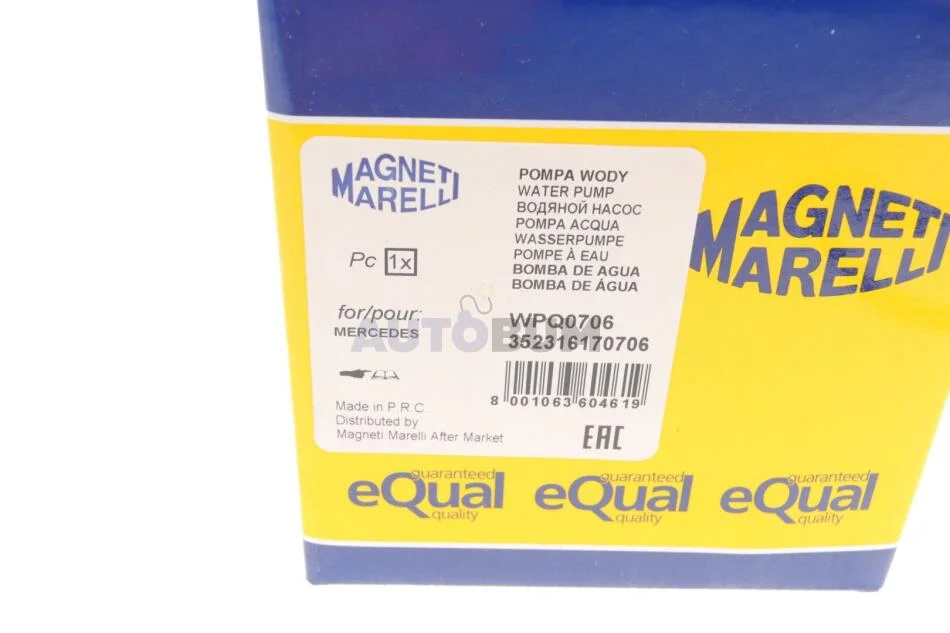 MAGNETI
MARELLI
POMPA WODY
WATER PUMP
ВОДЯНОЙ НАСОС
POMPA ACQUA
WASSERPUMPE
POMPE À EAU
BOMBA DE AGUA
BOMBA DE ÁGUA
Pc 1x
for/pour:
MERCEDES
WPQ0706
352316170706
AUTOBUM
8 001063 604619
Made in P.R.C.
Distributed by
Magneti Marelli After Market
EAC
MAGNETI
MARELLI
guaranteed
eQual
quality
guaranteed
eQual
quality
guaranteed
eQual
quality